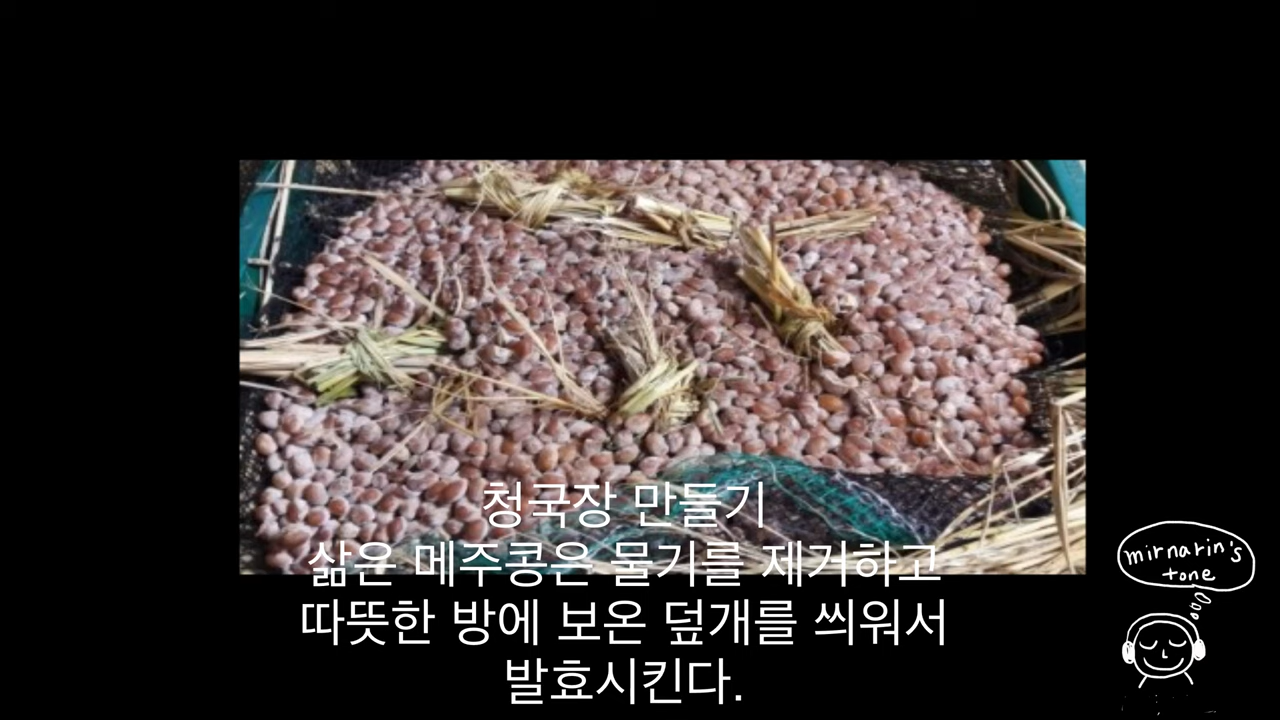 청국장 만들기
삶은 메주콩은 물기를 제거하고
따뜻한 방에 보온 덮개를 씌워서
발효시킨다.
mirnarin's
tone